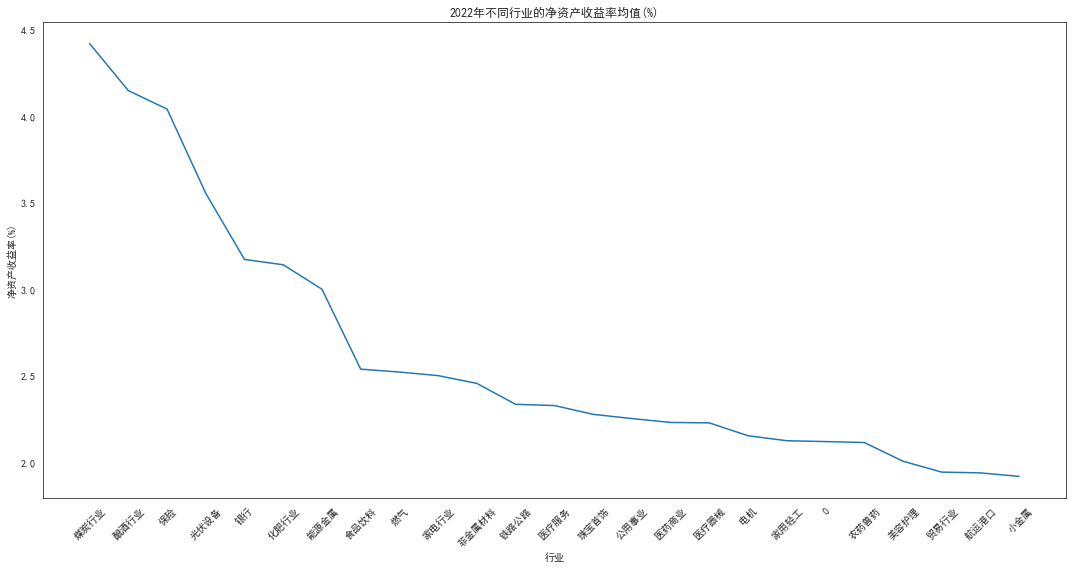 2022年不同行业的净资产收益率均值(%)
净资产收益率(%)
4.5
4.0
3.5
3.0
2.5
2.0
煤炭行业
酿酒行业
保险
光伏设备
银行
化肥行业
能源金属
食品饮料
燃气
家电行业
非金属材料
铁路公路
医疗服务
珠宝首饰
公用事业
医药商业
医疗器械
电机
家用轻工
0
农药兽药
美容护理
贸易行业
航运港口
小金属
行业